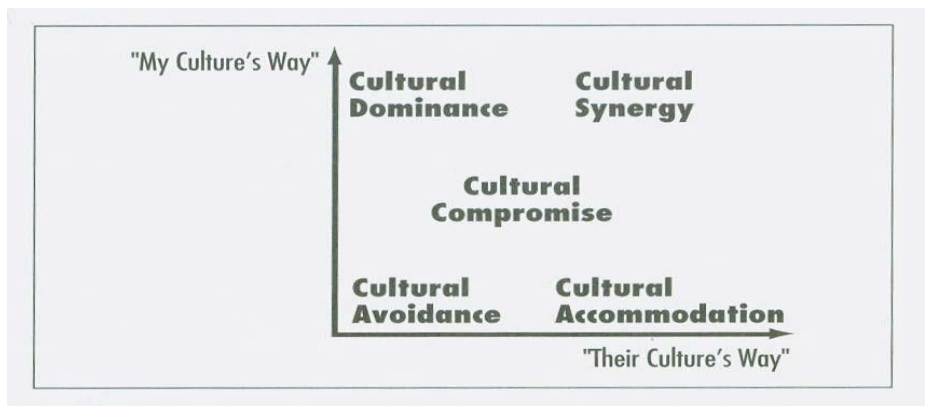 "My Culture's Way"
Cultural Dominance
Cultural Synergy
Cultural Compromise
Cultural Avoidance
Cultural Accommodation
"Their Culture's Way"